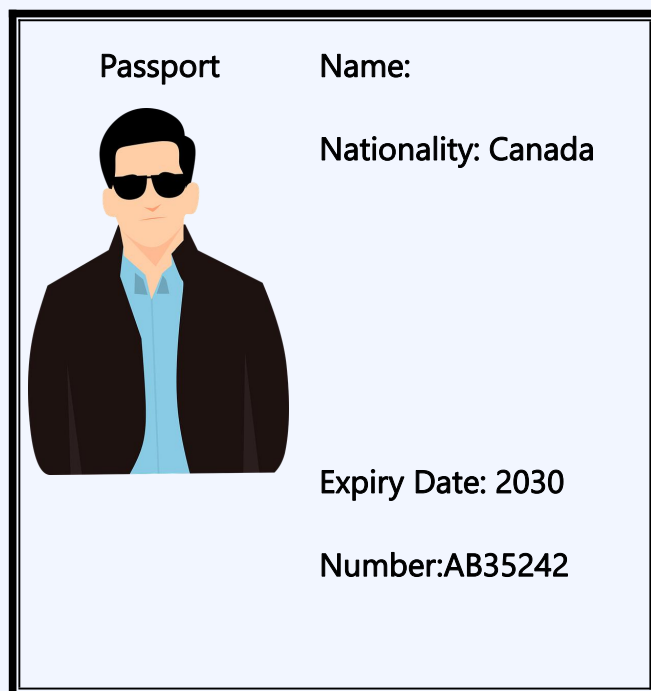 Passport
Name:
Nationality: Canada
Expiry Date: 2030
Number:AB35242